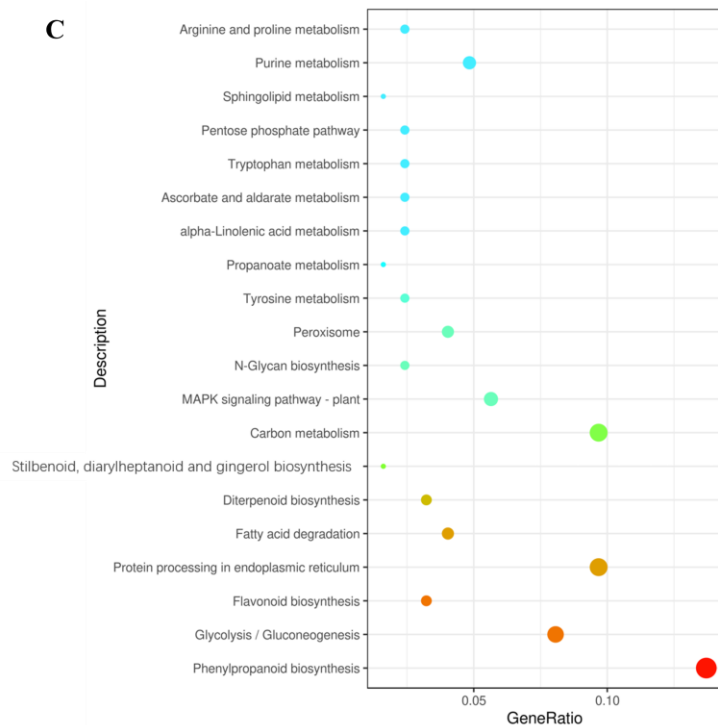 C
Arginine and proline metabolism
Purine metabolism
Sphingolipid metabolism
Pentose phosphate pathway
Tryptophan metabolism
Ascorbate and aldarate metabolism
alpha-Linolenic acid metabolism
Propanoate metabolism
Tyrosine metabolism
Peroxisome
N-Glycan biosynthesis
MAPK signaling pathway - plant
Carbon metabolism
Stilbenoid, diarylheptanoid and gingerol biosynthesis
Diterpenoid biosynthesis
Fatty acid degradation
Protein processing in endoplasmic reticulum
Flavonoid biosynthesis
Glycolysis / Gluconeogenesis
Phenylpropanoid biosynthesis
Description
0.05 0.10
GeneRatio